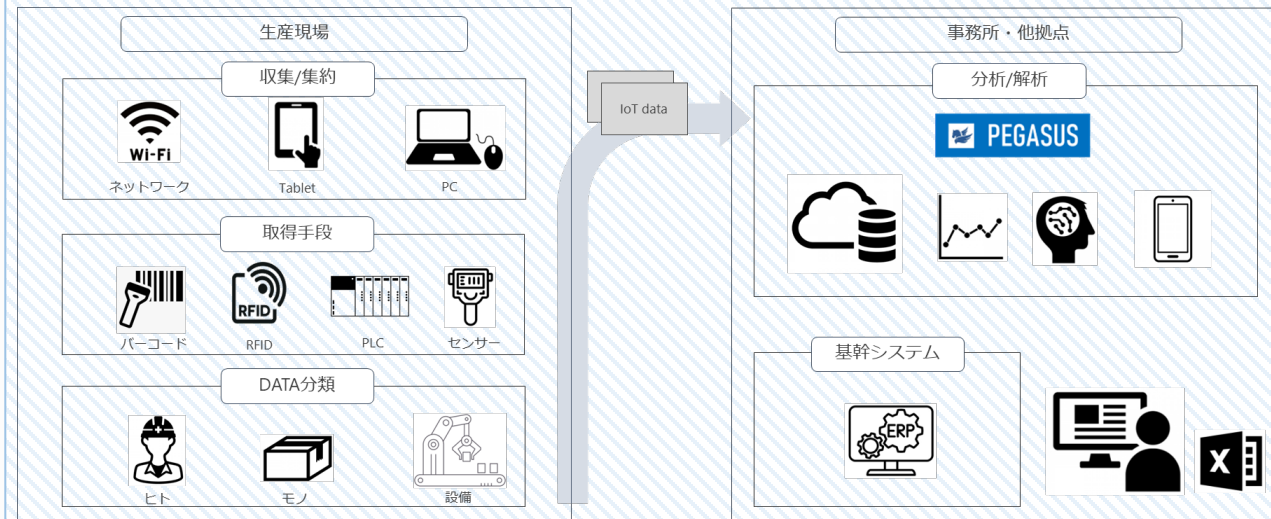 生産現場
収集/集約
Wi-Fi
ネットワーク
Tablet
PC
取得手段
RFID
バーコード
RFID
PLC
センサー
DATA分類
ヒト
モノ
設備
IoT data
事務所・他拠点
分析/解析
PEGASUS
基幹システム
ERP
X